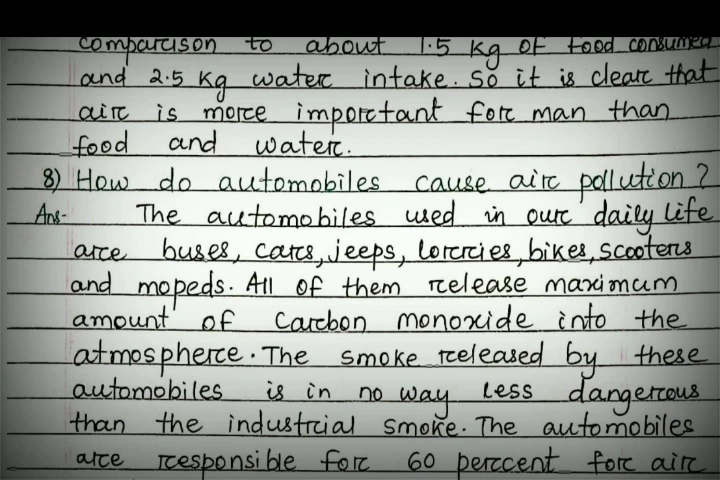 comparison to about 1.5 kg of food consumed
and 2.5 kg water intake. So it is clear that
air is more important for man than
food and water.
8) How do automobiles cause air pollution?
Ans- The automobiles used in our daily life
are buses, cars, jeeps, lorries, bikes, scooters
and mopeds. All of them release maximum
amount of carbon monoxide into the
atmosphere. The smoke released by these
automobiles is in no way less dangerous
than the industrial smoke. The automobiles
are responsible for 60 percent for air